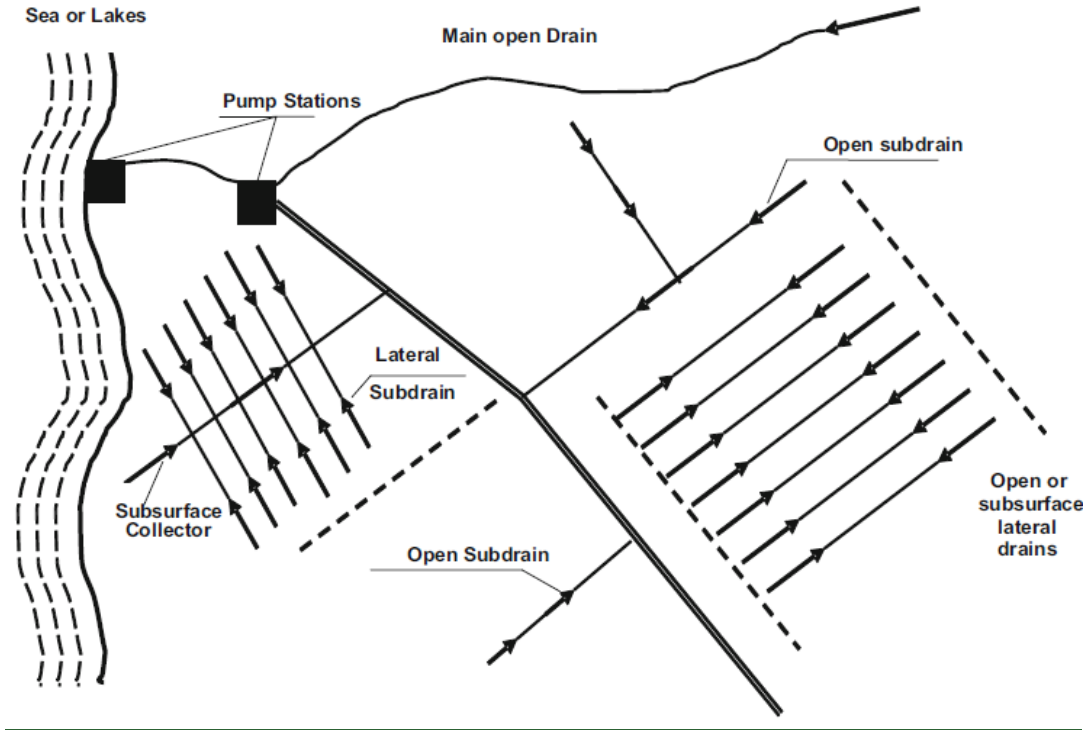 Sea or Lakes
Main open Drain
Pump Stations
Open subdrain
Lateral
Subdrain
Subsurface
Collector
Open Subdrain
Open or
subsurface
lateral
drains